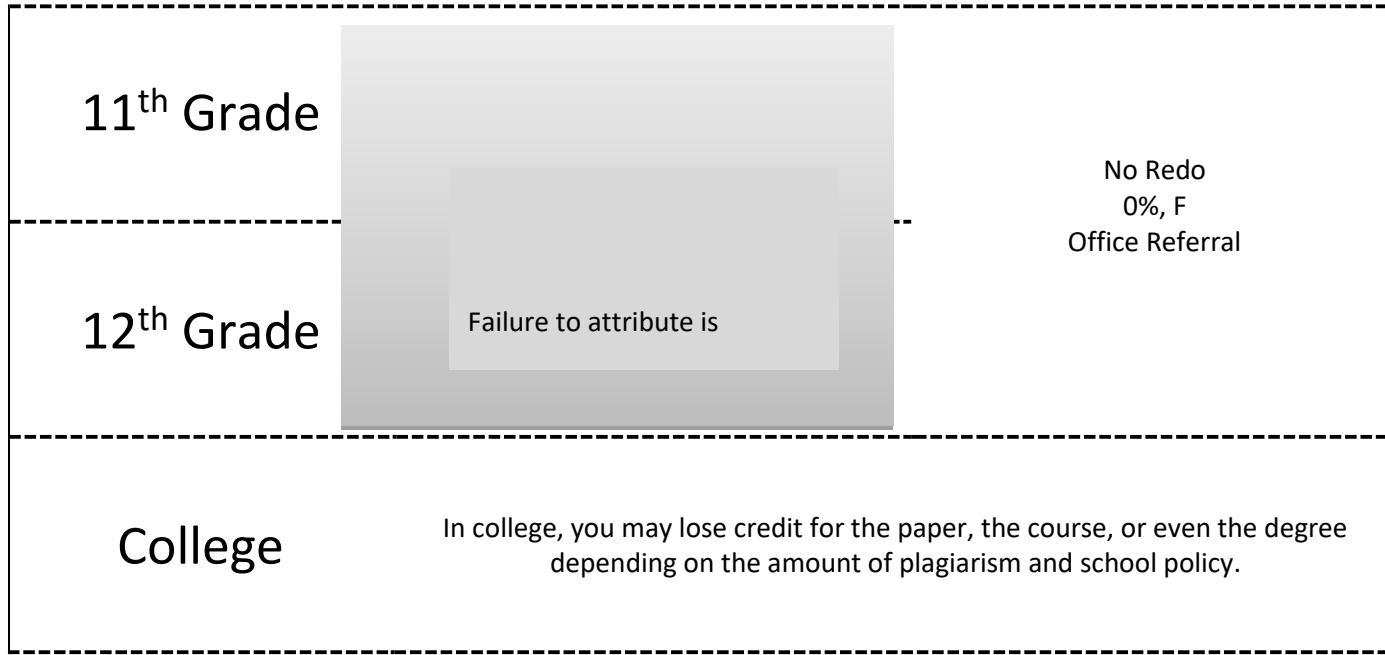 11th Grade
No Redo
0%, F
Office Referral
12th Grade
Failure to attribute is
College
In college, you may lose credit for the paper, the course, or even the degree
depending on the amount of plagiarism and school policy.